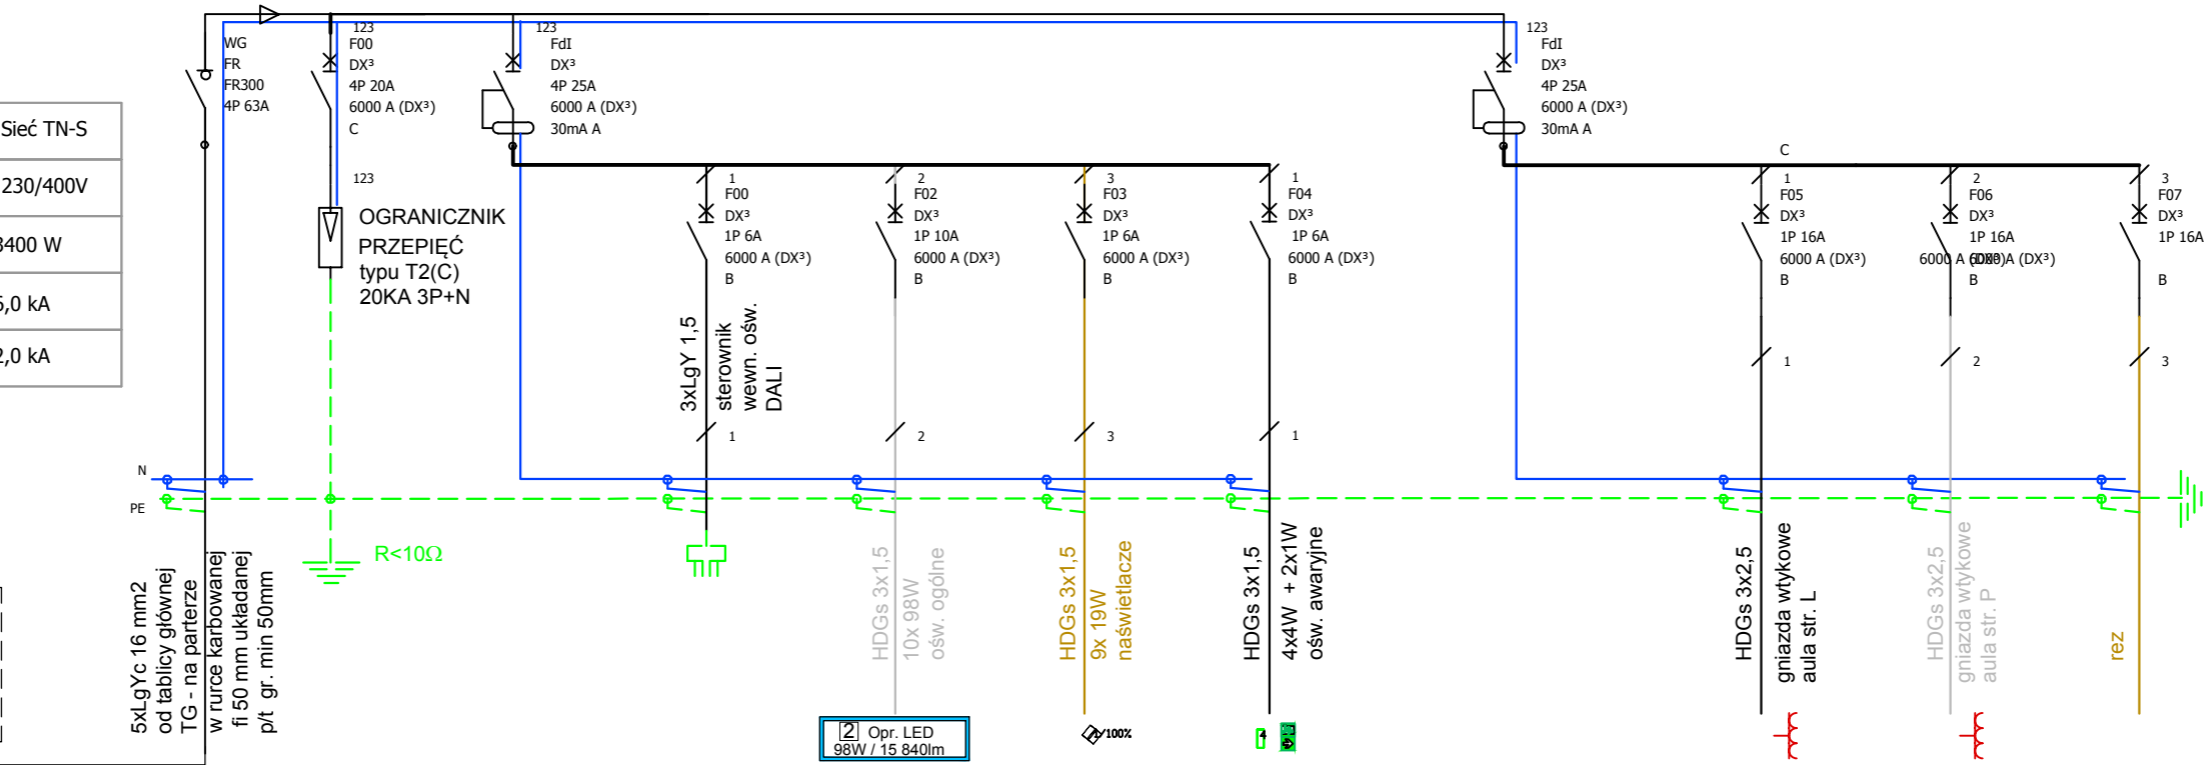 Sieć TN-S
230/400V
3400 W
6,0 kA
2,0 kA
WG
FR
FR300
4P 63A
123
F00
DX³
4P 20A
6000 A (DX³)
C
123
OGRANICZNIK
PRZEPIĘĆ
typu T2(C)
20KA 3P+N
123
FdI
DX³
4P 25A
6000 A (DX³)
30mA A
1
F00
DX³
1P 6A
6000 A (DX³)
B
3xLgY 1,5
sterownik
wewn. ośw.
DALI
1
2
F02
DX³
1P 10A
6000 A (DX³)
B
2
3
F03
DX³
1P 6A
6000 A (DX³)
B
3
1
F04
DX³
1P 6A
6000 A (DX³)
B
1
123
FdI
DX³
4P 25A
6000 A (DX³)
30mA A
C
1
F05
DX³
1P 16A
6000 A (DX³)
B
1
2
F06
DX³
1P 16A
6000 A (DX³)
6000 A (DX³)
B
2
3
F07
DX³
1P 16A
B
3
N
PE
R<10Ω
5xLgYc 16 mm2
od tablicy głównej
TG - na parterze
w rurce karbowanej
fi 50 mm układanej
p/t gr. min 50mm
HDGs 3x1,5
10x 98W
ośw. ogólne
HDGs 3x1,5
9x 19W
naświetlacze
HDGs 3x1,5
4x4W + 2x1W
ośw. awaryjne
HDGs 3x2,5
gniazda wtykowe
aula str. L
HDGs 3x2,5
gniazda wtykowe
aula str. P
rez
2 Opr. LED
98W / 15 840lm
/100%
4